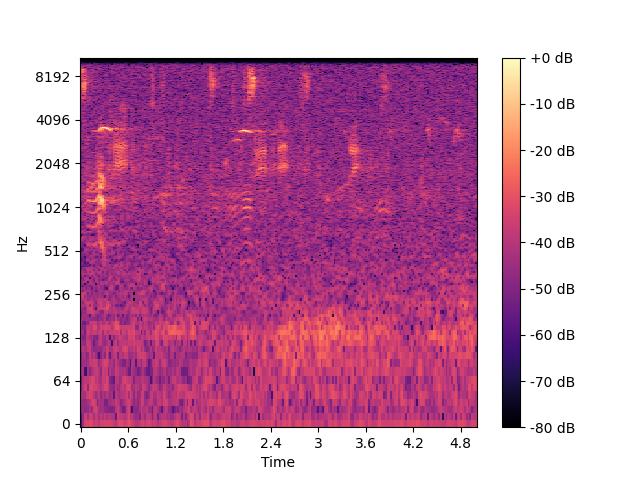 Hz
8192
4096
2048
1024
512
256
128
64
0
0 0.6 1.2 1.8 2.4 3 3.6 4.2 4.8
Time
+0 dB
-10 dB
-20 dB
-30 dB
-40 dB
-50 dB
-60 dB
-70 dB
-80 dB